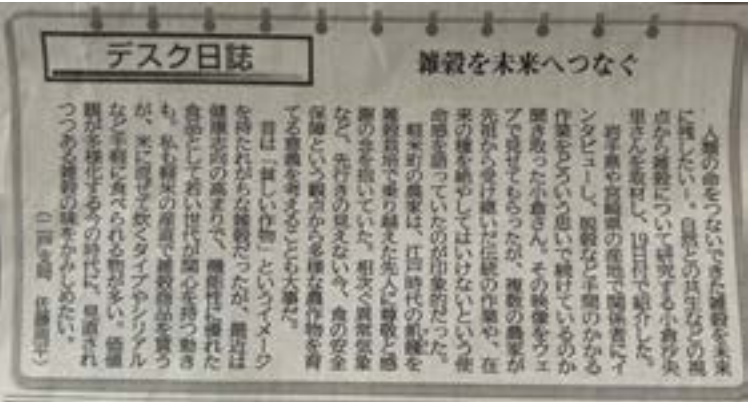 デスク日誌
雑穀を未来へつなぐ
人類の命をつないできた雑穀を未来
に残したい―。自然との共生などの視
点から雑穀について研究する小倉沙央
里さんを取材し、19日付で紹介した。
岩手県や宮崎県の産地で関係者にイ
ンタビューし、脱穀など手間のかかる
作業をどういう思いで続けているのか
聞き取った小倉さん。その映像をウェ
ブで見せてもらったが、複数の農家が
先祖から受け継いだ伝統の作業や、在
来の種を絶やしてはいけないという使
命感を語っていたのが印象的だった。
軽米町の農家は、江戸時代の飢饉を
雑穀栽培で乗り越えた先人に尊敬と感
謝の念を抱いていた。相次ぐ異常気象
など、先行きの見えない今、食の安全
保障という観点から多様な農作物を育
てる意義を考えることも大事だ。
昔は「貧しい作物」というイメージ
を持たれがちな雑穀だったが、最近は
健康志向の高まりで、機能性に優れた
食品として若い世代が関心を持つ動き
も。私も軽米の産直で雑穀商品を買う
が、米に混ぜて炊くタイプやシリアル
など手軽に食べられる物が多い。価値
観が多様化する今の時代に、見直され
つつある雑穀の味をかみしめたい。
（二戸支局 佐藤